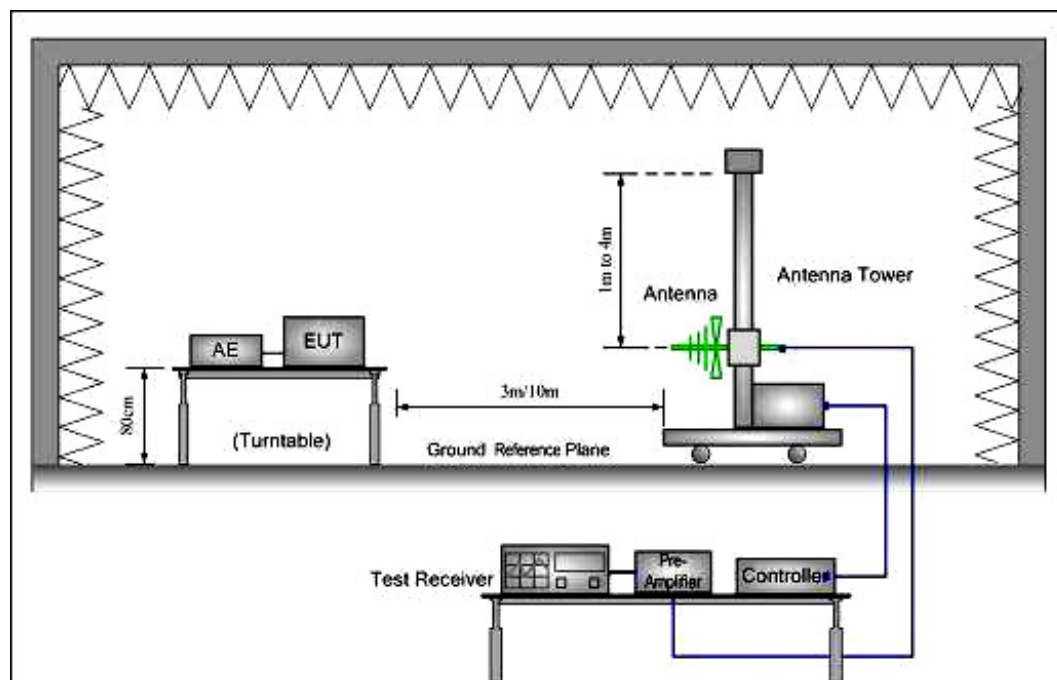 1m to 4m
Antenna
Antenna Tower
AE
EUT
80cm
3m/10m
(Turntable)
Ground Reference Plane
Test Receiver
Pre-
Amplifier
Controller